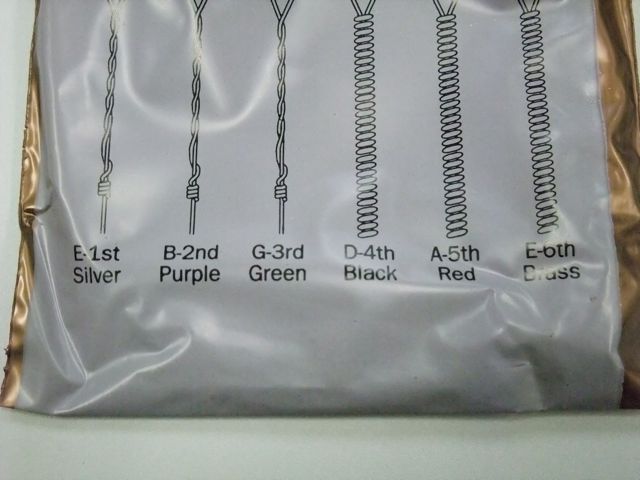 E-1st B-2nd G-3rd D-4th A-5th E-6th
Silver Purple Green Black Red Brass